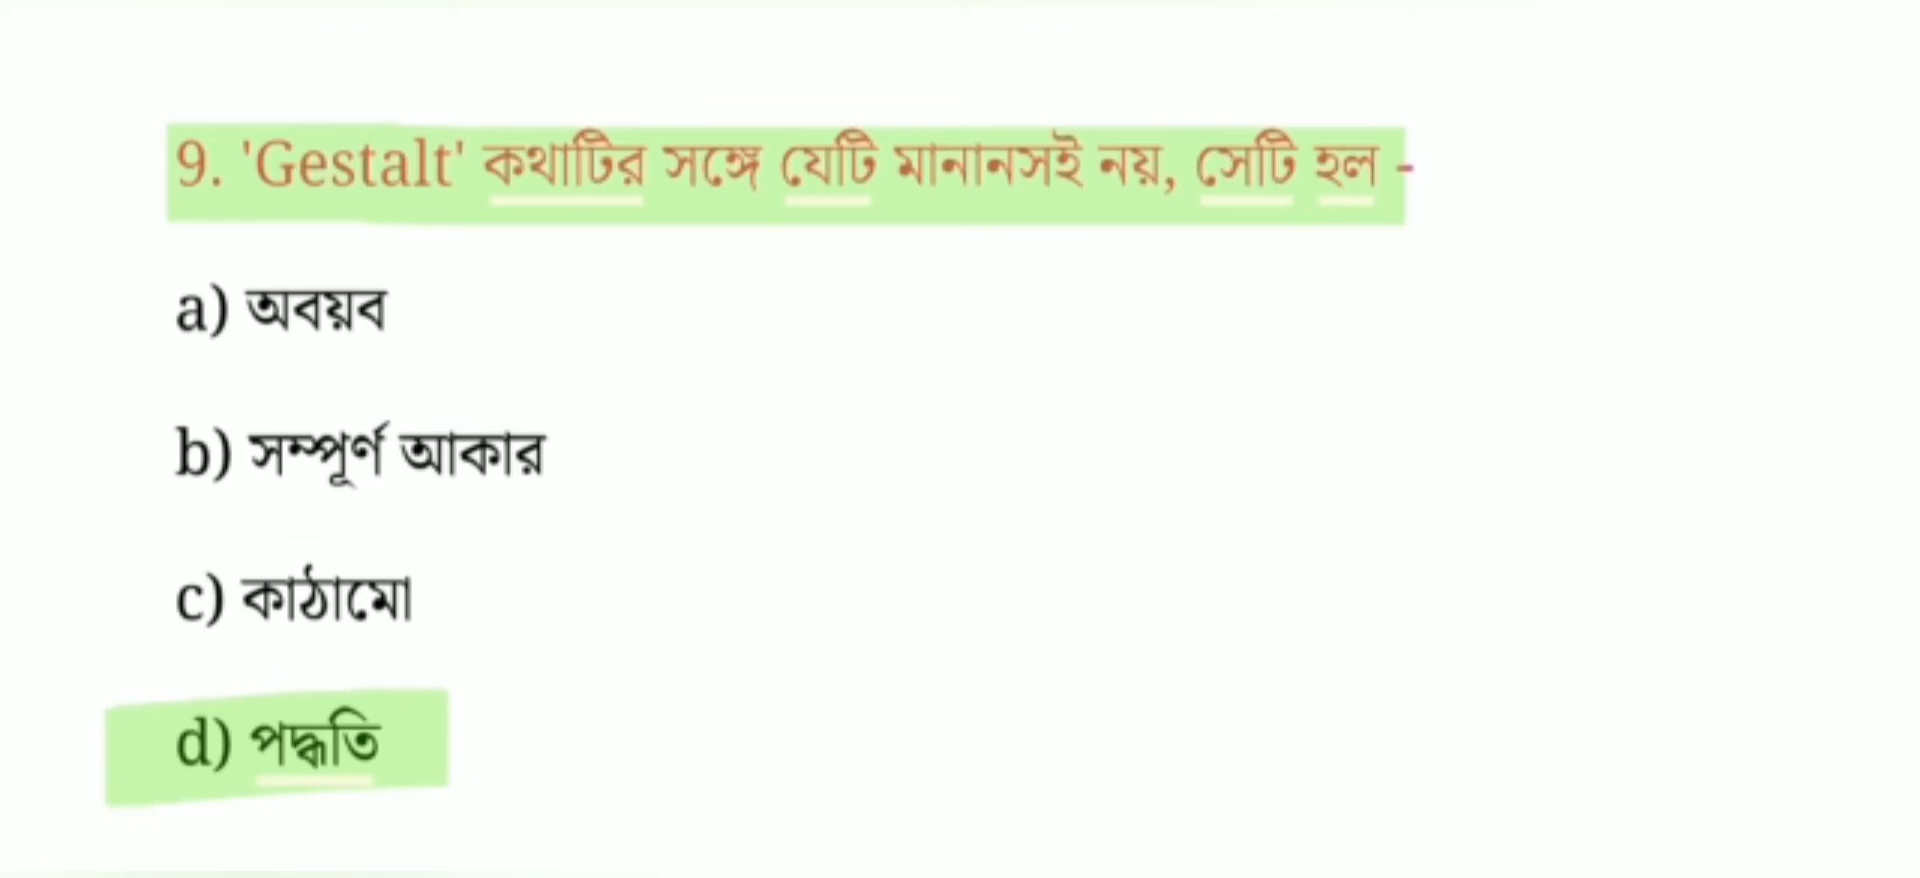 9. 'Gestalt' কথাটির সঙ্গে যেটি মানানসই নয়, সেটি হল -
a) অবয়ব
b) সম্পূর্ণ আকার
c) কাঠামো
d) পদ্ধতি